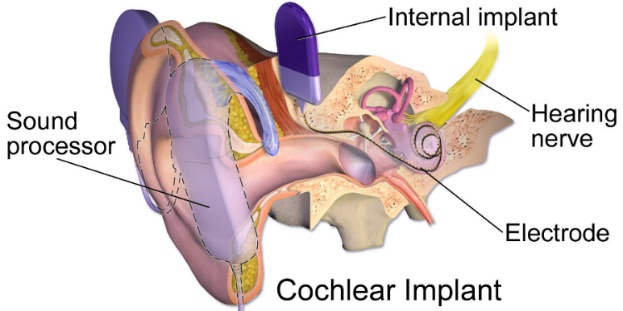 Internal implant
Sound
processor
Hearing
nerve
Electrode
Cochlear Implant